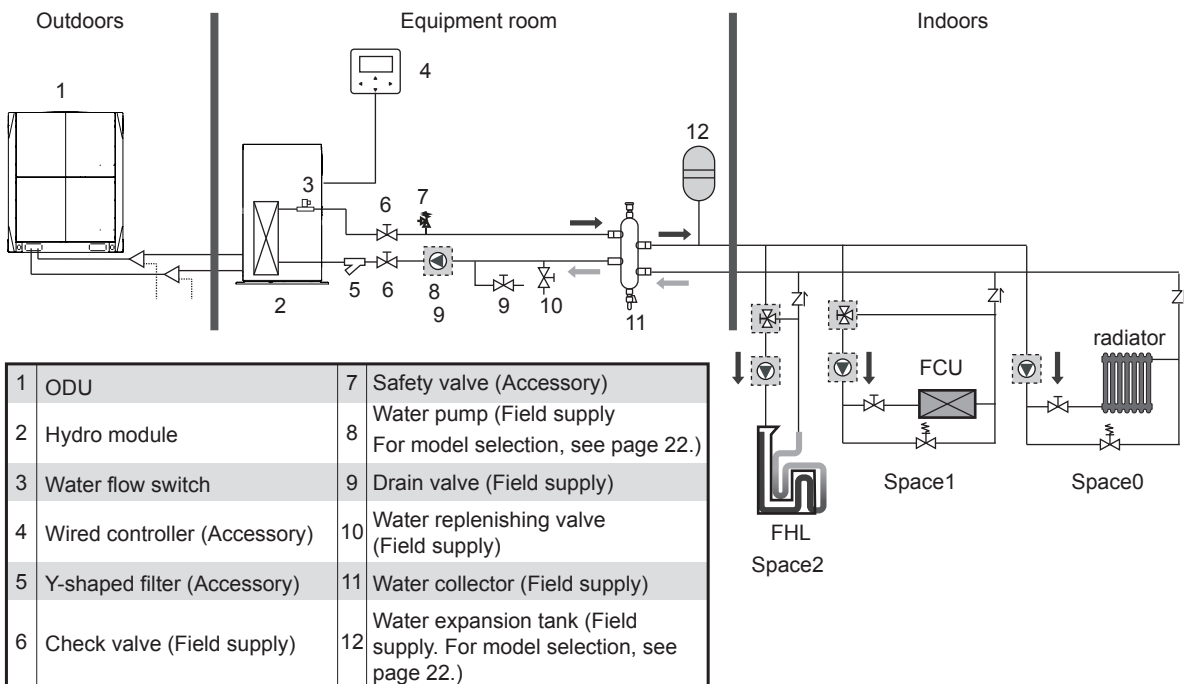 Outdoors
Equipment room
Indoors
1
4
12
3
6
7
2
5
6
8
9
9
10
11
radiator
FCU
FHL
Space2
Space1
Space0
1 ODU
2 Hydro module
3 Water flow switch
4 Wired controller (Accessory)
5 Y-shaped filter (Accessory)
6 Check valve (Field supply)
7 Safety valve (Accessory)
8 Water pump (Field supply
For model selection, see page 22.)
9 Drain valve (Field supply)
10 Water replenishing valve
(Field supply)
11 Water collector (Field supply)
12 Water expansion tank (Field
supply. For model selection, see
page 22.)